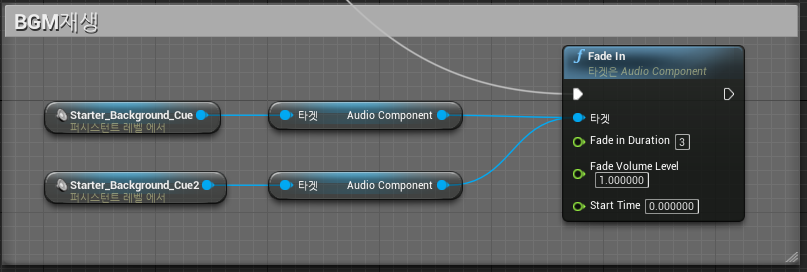 BGM재생
f Fade In
타겟은 Audio Component
Starter_Background_Cue
퍼시스턴트 레벨 에서
타겟 Audio Component
타겟
Fade in Duration 3
Fade Volume Level
1.000000
Starter_Background_Cue2
퍼시스턴트 레벨 에서
타겟 Audio Component
Start Time 0.000000